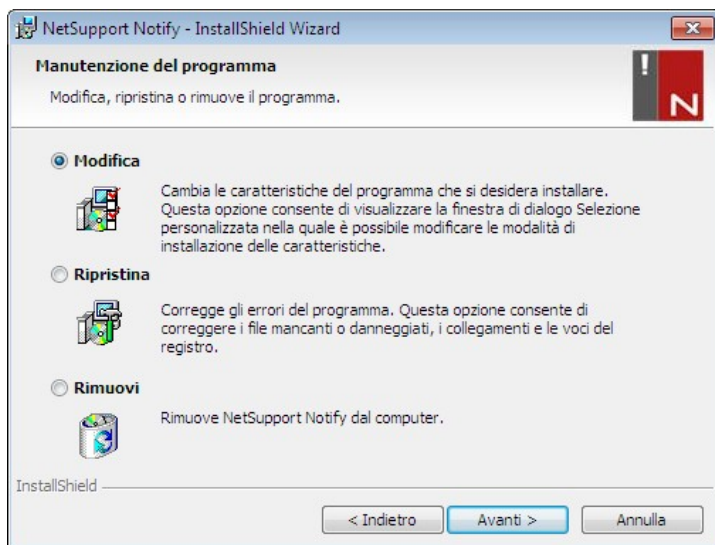 NetSupport Notify - InstallShield Wizard
Manutenzione del programma
Modifica, ripristina o rimuove il programma.
! N
Modifica
Cambia le caratteristiche del programma che si desidera installare.
Questa opzione consente di visualizzare la finestra di dialogo Selezione
personalizzata nella quale è possibile modificare le modalità di
installazione delle caratteristiche.
Ripristina
Corregge gli errori del programma. Questa opzione consente di
correggere i file mancanti o danneggiati, i collegamenti e le voci del
registro.
Rimuovi
Rimuove NetSupport Notify dal computer.
InstallShield
< Indietro
Avanti >
Annulla